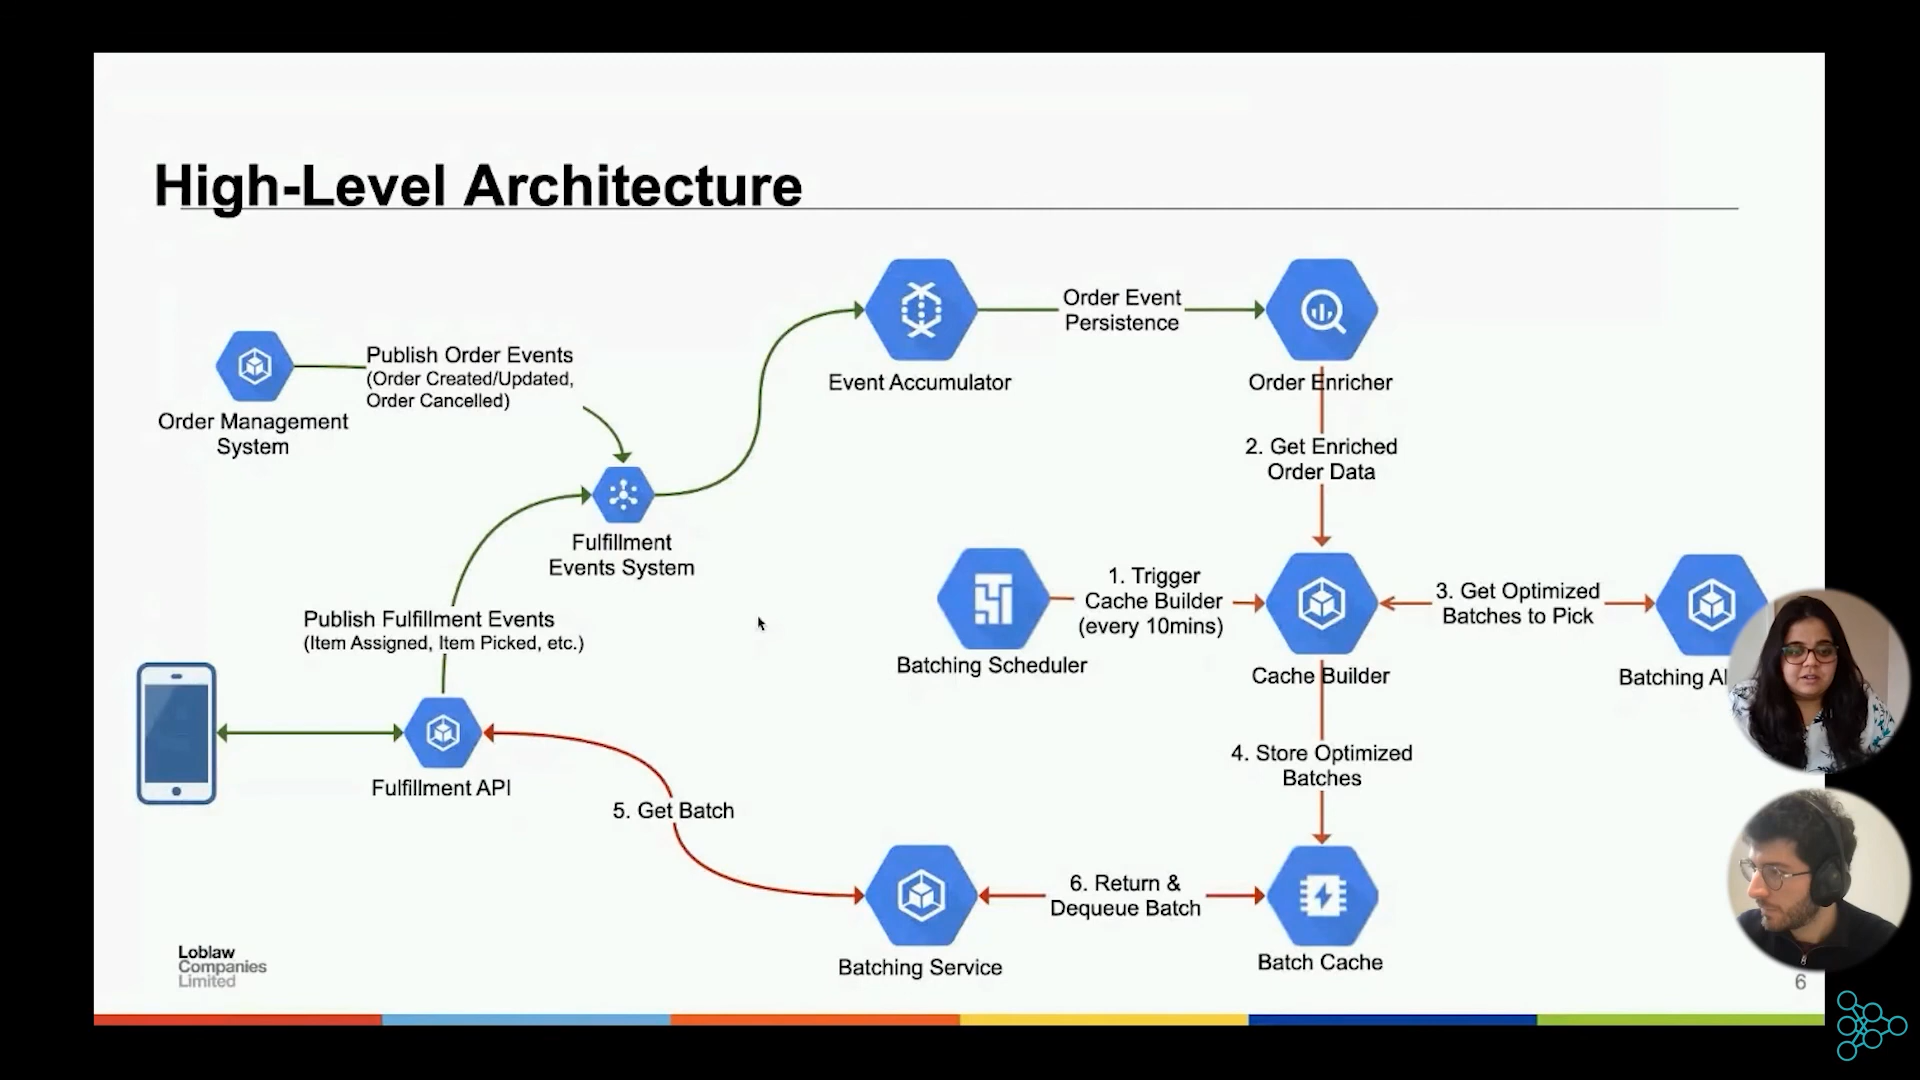 High-Level Architecture
Order Event
Persistence
Publish Order Events
(Order Created/Updated,
Order Cancelled)
Event Accumulator
Order Enricher
Order Management
System
2. Get Enriched
Order Data
Fulfillment
Events System
1. Trigger
Cache Builder
(every 10mins)
3. Get Optimized
Batches to Pick
Publish Fulfillment Events
(Item Assigned, Item Picked, etc.)
Batching Scheduler
Cache Builder
Batching
4. Store Optimized
Batches
Fulfillment API
5. Get Batch
6. Return &
Dequeue Batch
Batching Service
Batch Cache
Loblaw
Companies
Limited
6